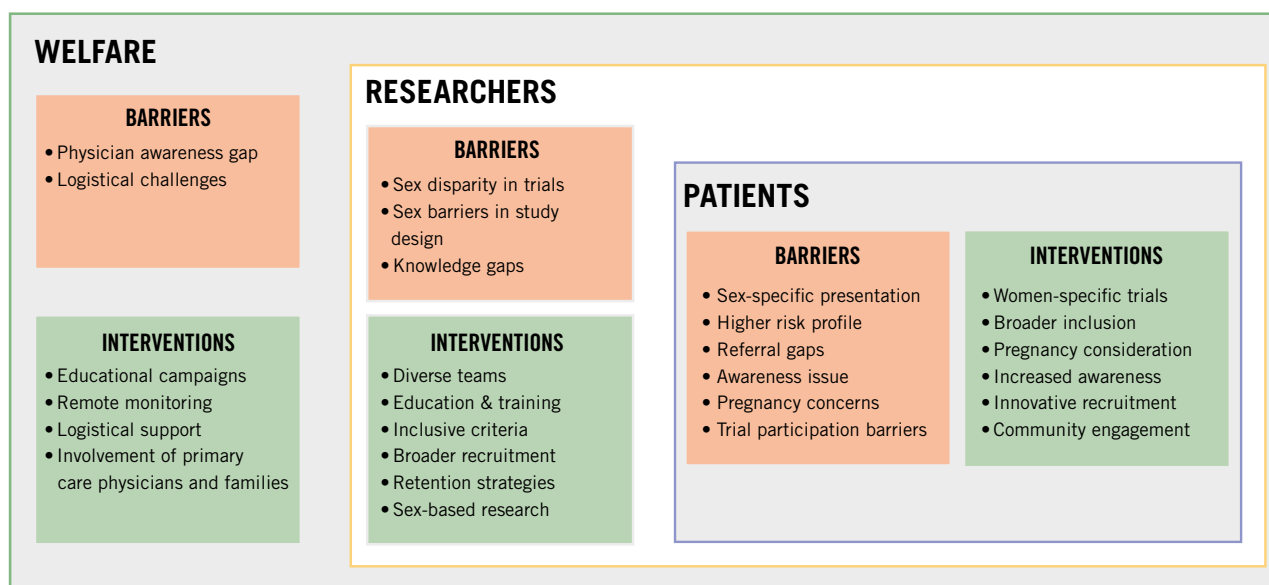 WELFARE
BARRIERS
• Physician awareness gap
• Logistical challenges
INTERVENTIONS
• Educational campaigns
• Remote monitoring
• Logistical support
• Involvement of primary
care physicians and families
RESEARCHERS
BARRIERS
• Sex disparity in trials
• Sex barriers in study
design
• Knowledge gaps
INTERVENTIONS
• Diverse teams
• Education & training
• Inclusive criteria
• Broader recruitment
• Retention strategies
• Sex-based research
PATIENTS
BARRIERS
• Sex-specific presentation
• Higher risk profile
• Referral gaps
• Awareness issue
• Pregnancy concerns
• Trial participation barriers
INTERVENTIONS
• Women-specific trials
• Broader inclusion
• Pregnancy consideration
• Increased awareness
• Innovative recruitment
• Community engagement